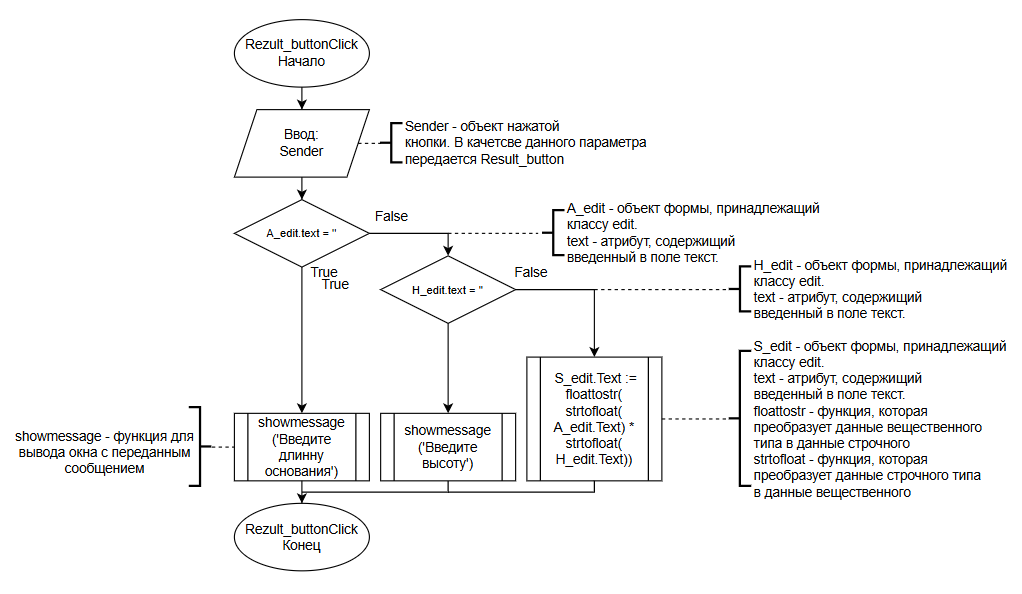 Rezult_buttonClick
Начало
Ввод:
Sender
Sender - объект нажатой
кнопки. В качетсве данного параметра
передается Result_button
A_edit.text = ''
False
A_edit - объект формы, принадлежащий
классу edit.
text - атрибут, содержищий
введенный в поле текст.
True
True
H_edit.text = ''
False
H_edit - объект формы, принадлежащий
классу edit.
text - атрибут, содержищий
введенный в поле текст.
S_edit.Text :=
floattostr(
strtofloat(
A_edit.Text) *
strtofloat(
H_edit.Text))
S_edit - объект формы, принадлежащий
классу edit.
text - атрибут, содержищий
введенный в поле текст.
floattostr - функция, которая
преобразует данные вещественного
типа в данные строчного
strtofloat - функция, которая
преобразует данные строчного типа
в данные вещественного
showmessage - функция для
вывода окна с переданным
сообщением
showmessage
('Введите
длинну
основания')
showmessage
('Введите
высоту')
Rezult_buttonClick
Конец